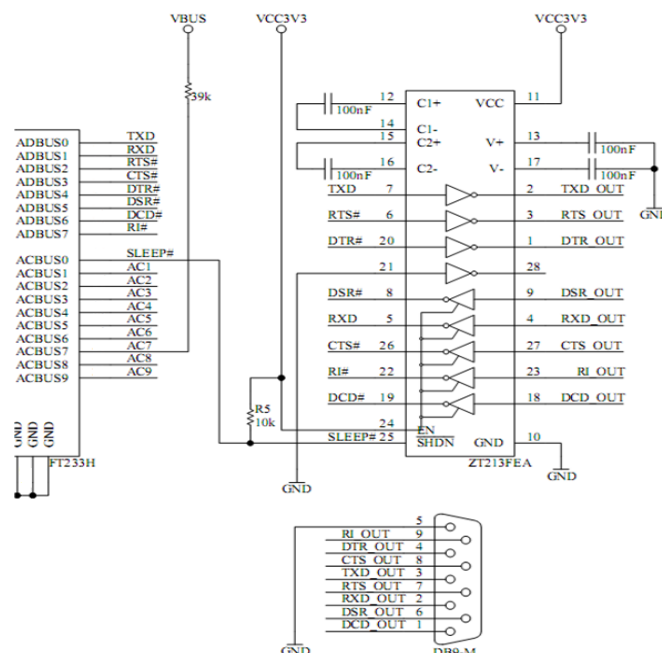 VBUS VCC3V3 VCC3V3
39k
12 C1+ VCC 11
100nF
14 C1-
15 C2+ V+ 13
100nF
16 C2- V- 17
100nF 100nF
GND
ADBUS0 TXD
ADBUS1 RXD
ADBUS2 RTS#
ADBUS3 CTS#
ADBUS4 DTR#
ADBUS5 DSR#
ADBUS6 DCD#
ADBUS7 RI#
ACBUS0 SLEEP#
ACBUS1 AC1
ACBUS2 AC2
ACBUS3 AC3
ACBUS4 AC4
ACBUS5 AC5
ACBUS6 AC6
ACBUS7 AC7
ACBUS8 AC8
ACBUS9 AC9
GND GND GND
FT233H
TXD 7 2 TXD_OUT
RTS# 6 3 RTS_OUT
DTR# 20 1 DTR_OUT
21 28
DSR# 8 9 DSR_OUT
RXD 5 4 RXD_OUT
CTS# 26 27 CTS_OUT
RI# 22 23 RI_OUT
DCD# 19 18 DCD_OUT
R5
10k
24 EN
SLEEP# 25 SHDN GND 10
ZT213FEA
GND GND
5
RI_OUT 9
DTR_OUT 4
CTS_OUT 8
TXD_OUT 3
RTS_OUT 7
RXD_OUT 2
DSR_OUT 6
DCD_OUT 1
GND DB9-M